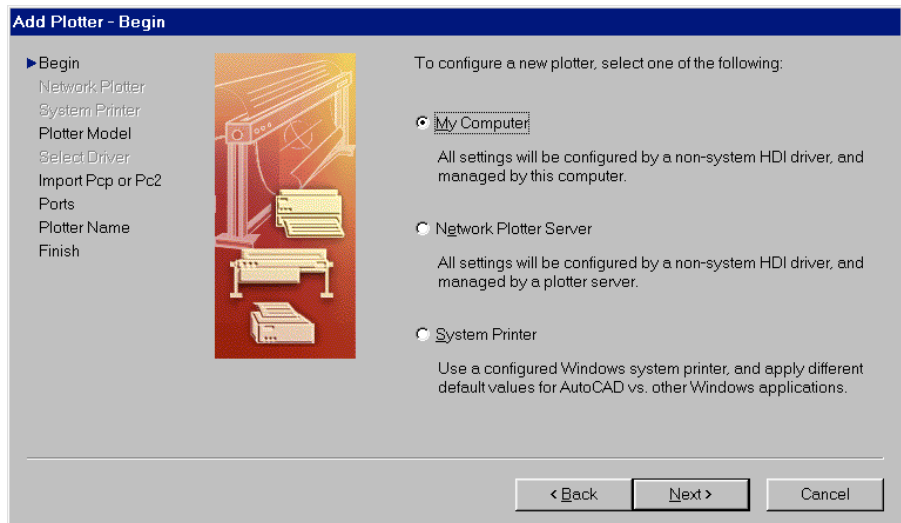 Add Plotter - Begin
Begin
Network Plotter
System Printer
Plotter Model
Select Driver
Import Pcp or Pc2
Ports
Plotter Name
Finish
To configure a new plotter, select one of the following:
My Computer
All settings will be configured by a non-system HDI driver, and
managed by this computer.
Network Plotter Server
All settings will be configured by a non-system HDI driver, and
managed by a plotter server.
System Printer
Use a configured Windows system printer, and apply different
default values for AutoCAD vs. other Windows applications.
< Back
Next >
Cancel